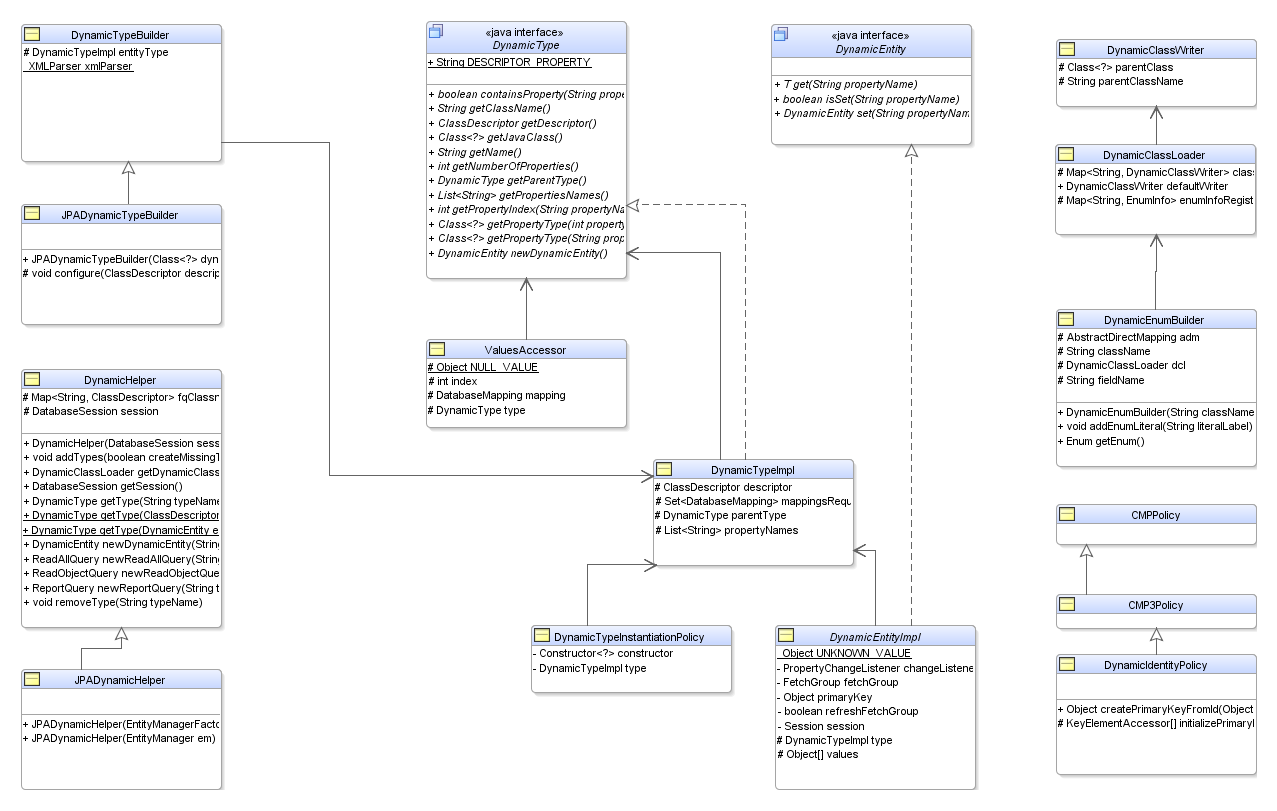 DynamicTypeBuilder
# DynamicTypeImpl entityType
_XMLParser xmlParser
JPADynamicTypeBuilder
+ JPADynamicTypeBuilder(Class<?> dyn
# void configure(ClassDescriptor descrip
DynamicHelper
# Map<String, ClassDescriptor> fqClassn
# DatabaseSession session
+ DynamicHelper(DatabaseSession sess
+ void addTypes(boolean createMissingT
+ DynamicClassLoader getDynamicClass
+ DatabaseSession getSession()
+ DynamicType getType(String typeName
+ DynamicType getType(ClassDescriptor
+ DynamicType getType(DynamicEntity e
+ DynamicEntity newDynamicEntity(String
+ ReadAllQuery newReadAllQuery(String
+ ReadObjectQuery newReadObjectQue
+ ReportQuery newReportQuery(String t
+ void removeType(String typeName)
JPADynamicHelper
+ JPADynamicHelper(EntityManagerFacto
+ JPADynamicHelper(EntityManager em)
«java interface»
DynamicType
+ String DESCRIPTOR_PROPERTY
+ boolean containsProperty(String prope
+ String getClassName()
+ ClassDescriptor getDescriptor()
+ Class<?> getJavaClass()
+ String getName()
+ int getNumberOfProperties()
+ DynamicType getParentType()
+ List<String> getPropertiesNames()
+ int getPropertyIndex(String propertyNa
+ Class<?> getPropertyType(int property
+ Class<?> getPropertyType(String prop
+ DynamicEntity newDynamicEntity()
ValuesAccessor
# Object NULL_VALUE
# int index
# DatabaseMapping mapping
# DynamicType type
DynamicTypeImpl
# ClassDescriptor descriptor
# Set<DatabaseMapping> mappingsRequ
# DynamicType parentType
# List<String> propertyNames
DynamicTypeInstantiationPolicy
- Constructor<?> constructor
- DynamicTypeImpl type
«java interface»
DynamicEntity
+ T get(String propertyName)
+ boolean isSet(String propertyName)
+ DynamicEntity set(String propertyNam
DynamicEntityImpl
_Object UNKNOWN_VALUE
- PropertyChangeListener changeListene
- FetchGroup fetchGroup
- Object primaryKey
- boolean refreshFetchGroup
- Session session
# DynamicTypeImpl type
# Object[] values
DynamicClassWriter
# Class<?> parentClass
# String parentClassName
DynamicClassLoader
# Map<String, DynamicClassWriter> clas
+ DynamicClassWriter defaultWriter
# Map<String, EnumInfo> enumInfoRegist
DynamicEnumBuilder
# AbstractDirectMapping adm
# String className
# DynamicClassLoader dcl
# String fieldName
+ DynamicEnumBuilder(String className
+ void addEnumLiteral(String literalLabel)
+ Enum getEnum()
CMPPolicy
CMP3Policy
DynamicIdentityPolicy
+ Object createPrimaryKeyFromId(Object
# KeyElementAccessor[] initializePrimaryI